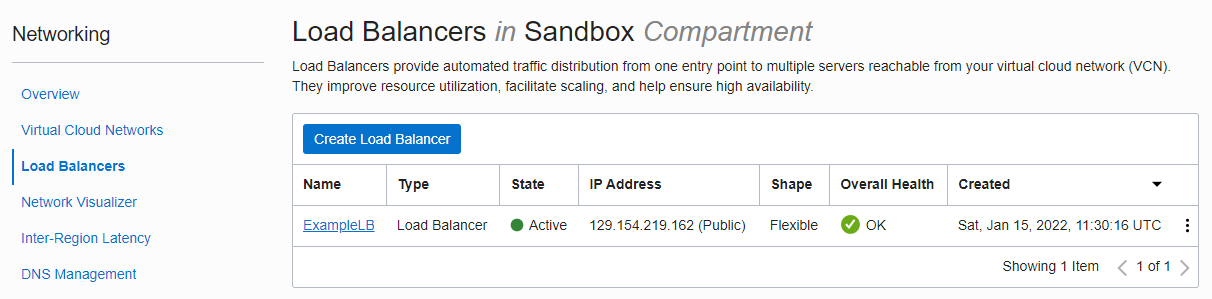 Networking
Overview
Virtual Cloud Networks
Load Balancers
Network Visualizer
Inter-Region Latency
DNS Management
Load Balancers in Sandbox Compartment
Load Balancers provide automated traffic distribution from one entry point to multiple servers reachable from your virtual cloud network (VCN).
They improve resource utilization, facilitate scaling, and help ensure high availability.
Create Load Balancer
Name Type State IP Address Shape Overall Health Created
ExampleLB Load Balancer Active 129.154.219.162 (Public) Flexible OK Sat, Jan 15, 2022, 11:30:16 UTC
Showing 1 Item 1 of 1